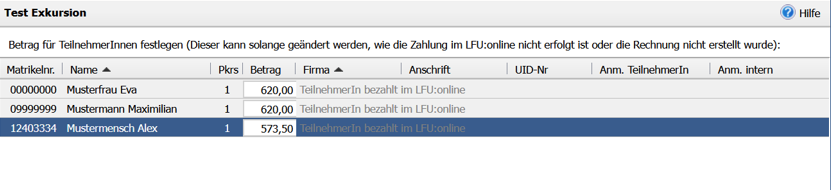 Test Exkursion
Hilfe
Betrag für TeilnehmerInnen festlegen (Dieser kann solange geändert werden, wie die Zahlung im LFU:online nicht erfolgt ist oder die Rechnung nicht erstellt wurde):
Matrikelnr. Name Pkrs Betrag Firma Anschrift UID-Nr Anm. TeilnehmerIn Anm. intern
00000000 Musterfrau Eva 1 620,00 TeilnehmerIn bezahlt im LFU:online
09999999 Mustermann Maximilian 1 620,00 TeilnehmerIn bezahlt im LFU:online
12403334 Mustermensch Alex 1 573,50 TeilnehmerIn bezahlt im LFU:online